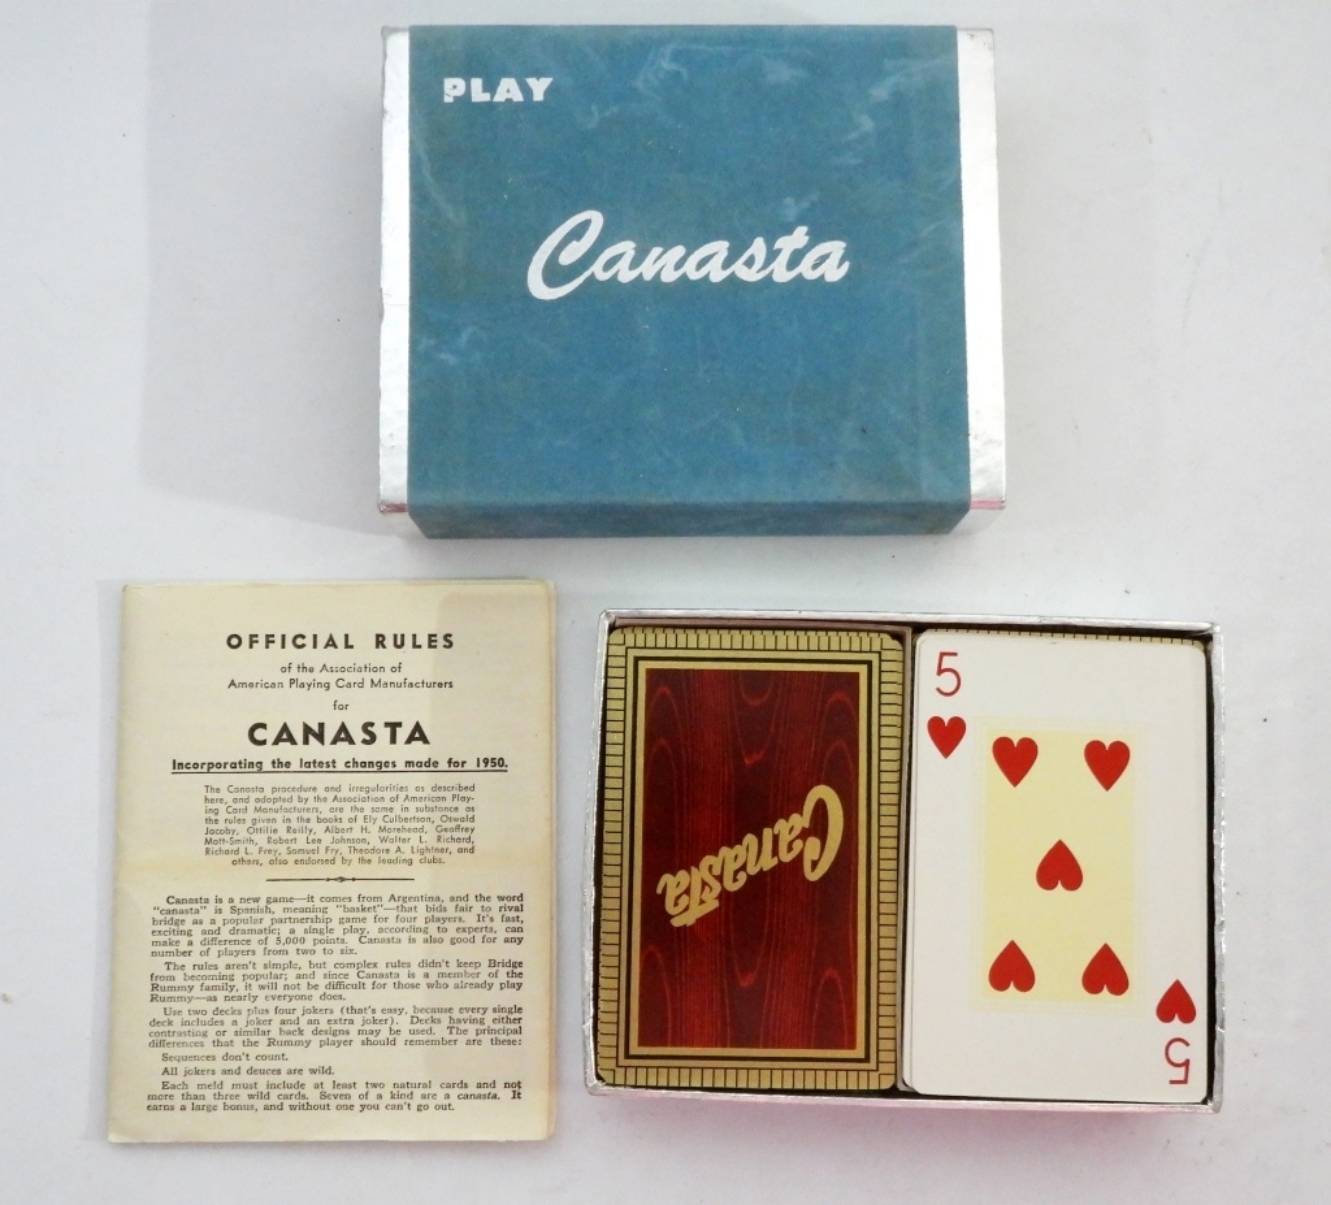 PLAY
Canasta
OFFICIAL RULES
of the Association of
American Playing Card Manufacturers
for
CANASTA
Incorporating the latest changes made for 1950.
The Canasta procedure and irregularities as described
here, and adopted by the Association of American Play-
ing Card Manufacturers, are the same in substance as
the rules given in the books of Ely Culbertson, Oswald
Jacoby, Ottilie Reilly, Albert H. Morehead, Geoffrey
Mott-Smith, Robert Lee Johnson, Walter L. Richard,
Richard L. Frey, Samuel Fry, Theodore A. Lightner, and
others, also endorsed by the leading clubs.
Canasta is a new game—it comes from Argentina, and the word
"canasta" is Spanish, meaning "basket"—that bids fair to rival
bridge as a popular partnership game for four players. It's fast,
exciting and dramatic; a single play, according to experts, can
make a difference of 5,000 points. Canasta is also good for any
number of players from two to six.
The rules aren't simple, but complex rules didn't keep Bridge
from becoming popular; and since Canasta is a member of the
Rummy family, it will not be difficult for those who already play
Rummy—as nearly everyone does.
Use two decks plus four jokers (that's easy, because every single
deck includes a joker and an extra joker). Decks having either
contrasting or similar back designs may be used. The principal
differences that the Rummy player should remember are these:
Sequences don't count.
All jokers and deuces are wild.
Each meld must include at least two natural cards and not
more than three wild cards. Seven of a kind are a canasta. It
earns a large bonus, and without one you can't go out.
Canasta
5
5